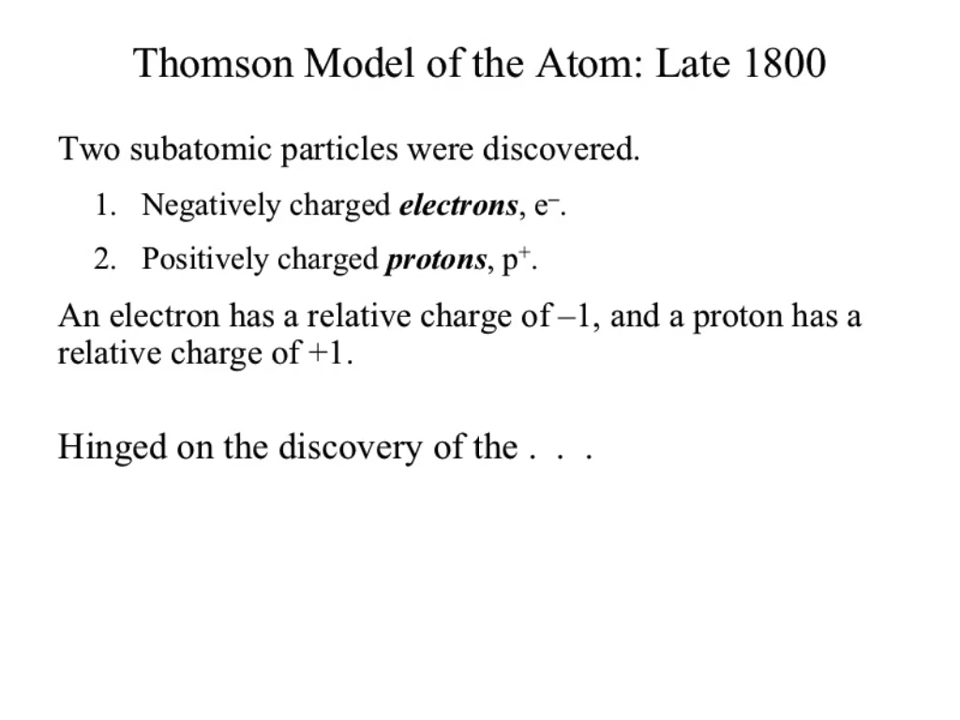 Thomson Model of the Atom: Late 1800
Two subatomic particles were discovered.
1. Negatively charged electrons, e–.
2. Positively charged protons, p+.
An electron has a relative charge of –1, and a proton has a
relative charge of +1.
Hinged on the discovery of the . . .